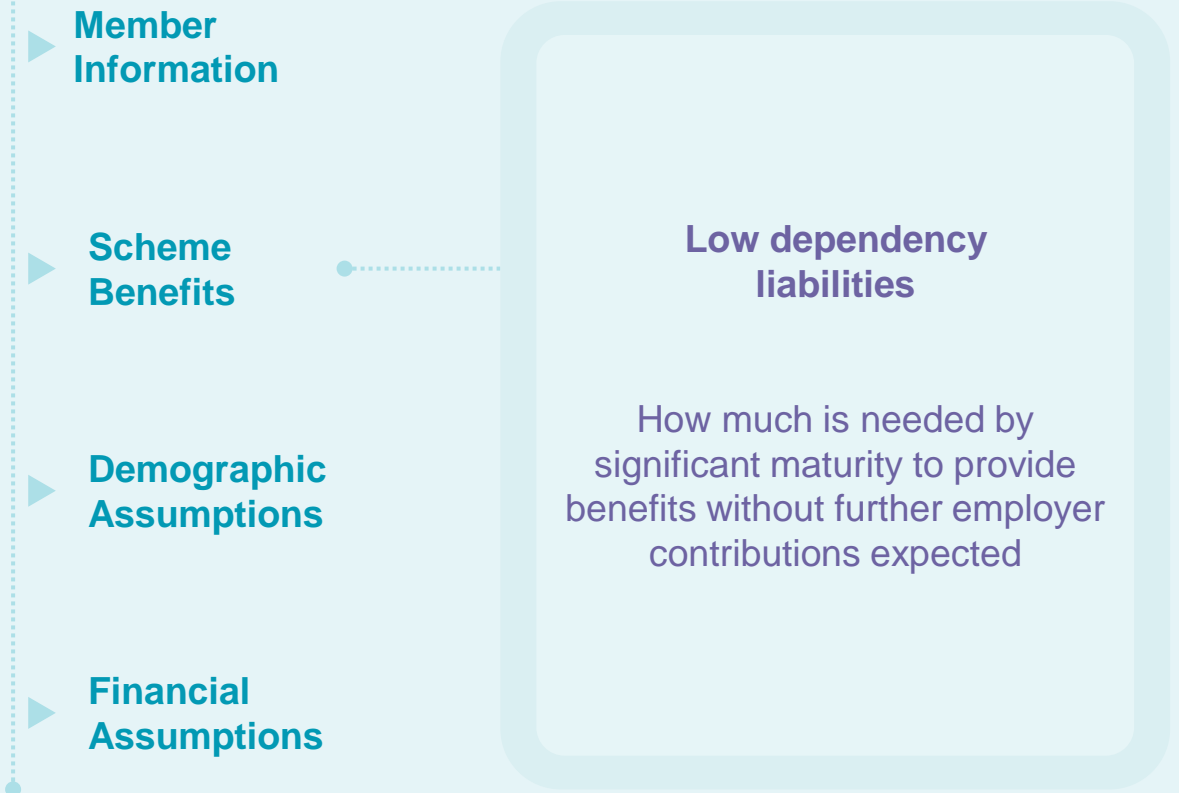 Member
Information
Scheme
Benefits
Demographic
Assumptions
Financial
Assumptions
Low dependency
liabilities
How much is needed by
significant maturity to provide
benefits without further employer
contributions expected